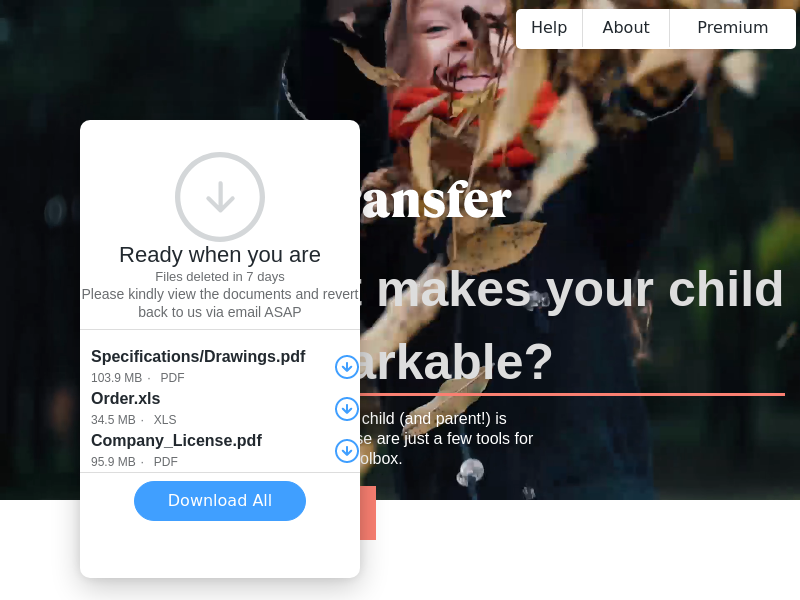 Help
About
Premium
ansfer
makes your child
Ready when you are
Files deleted in 7 days
Please kindly view the documents and revert
back to us via email ASAP
arkable?
Specifications/Drawings.pdf
103.9 MB · PDF
Order.xls
34.5 MB · XLS
Company_License.pdf
95.9 MB · PDF
child (and parent!) is
se are just a few tools for
olbox.
Download All